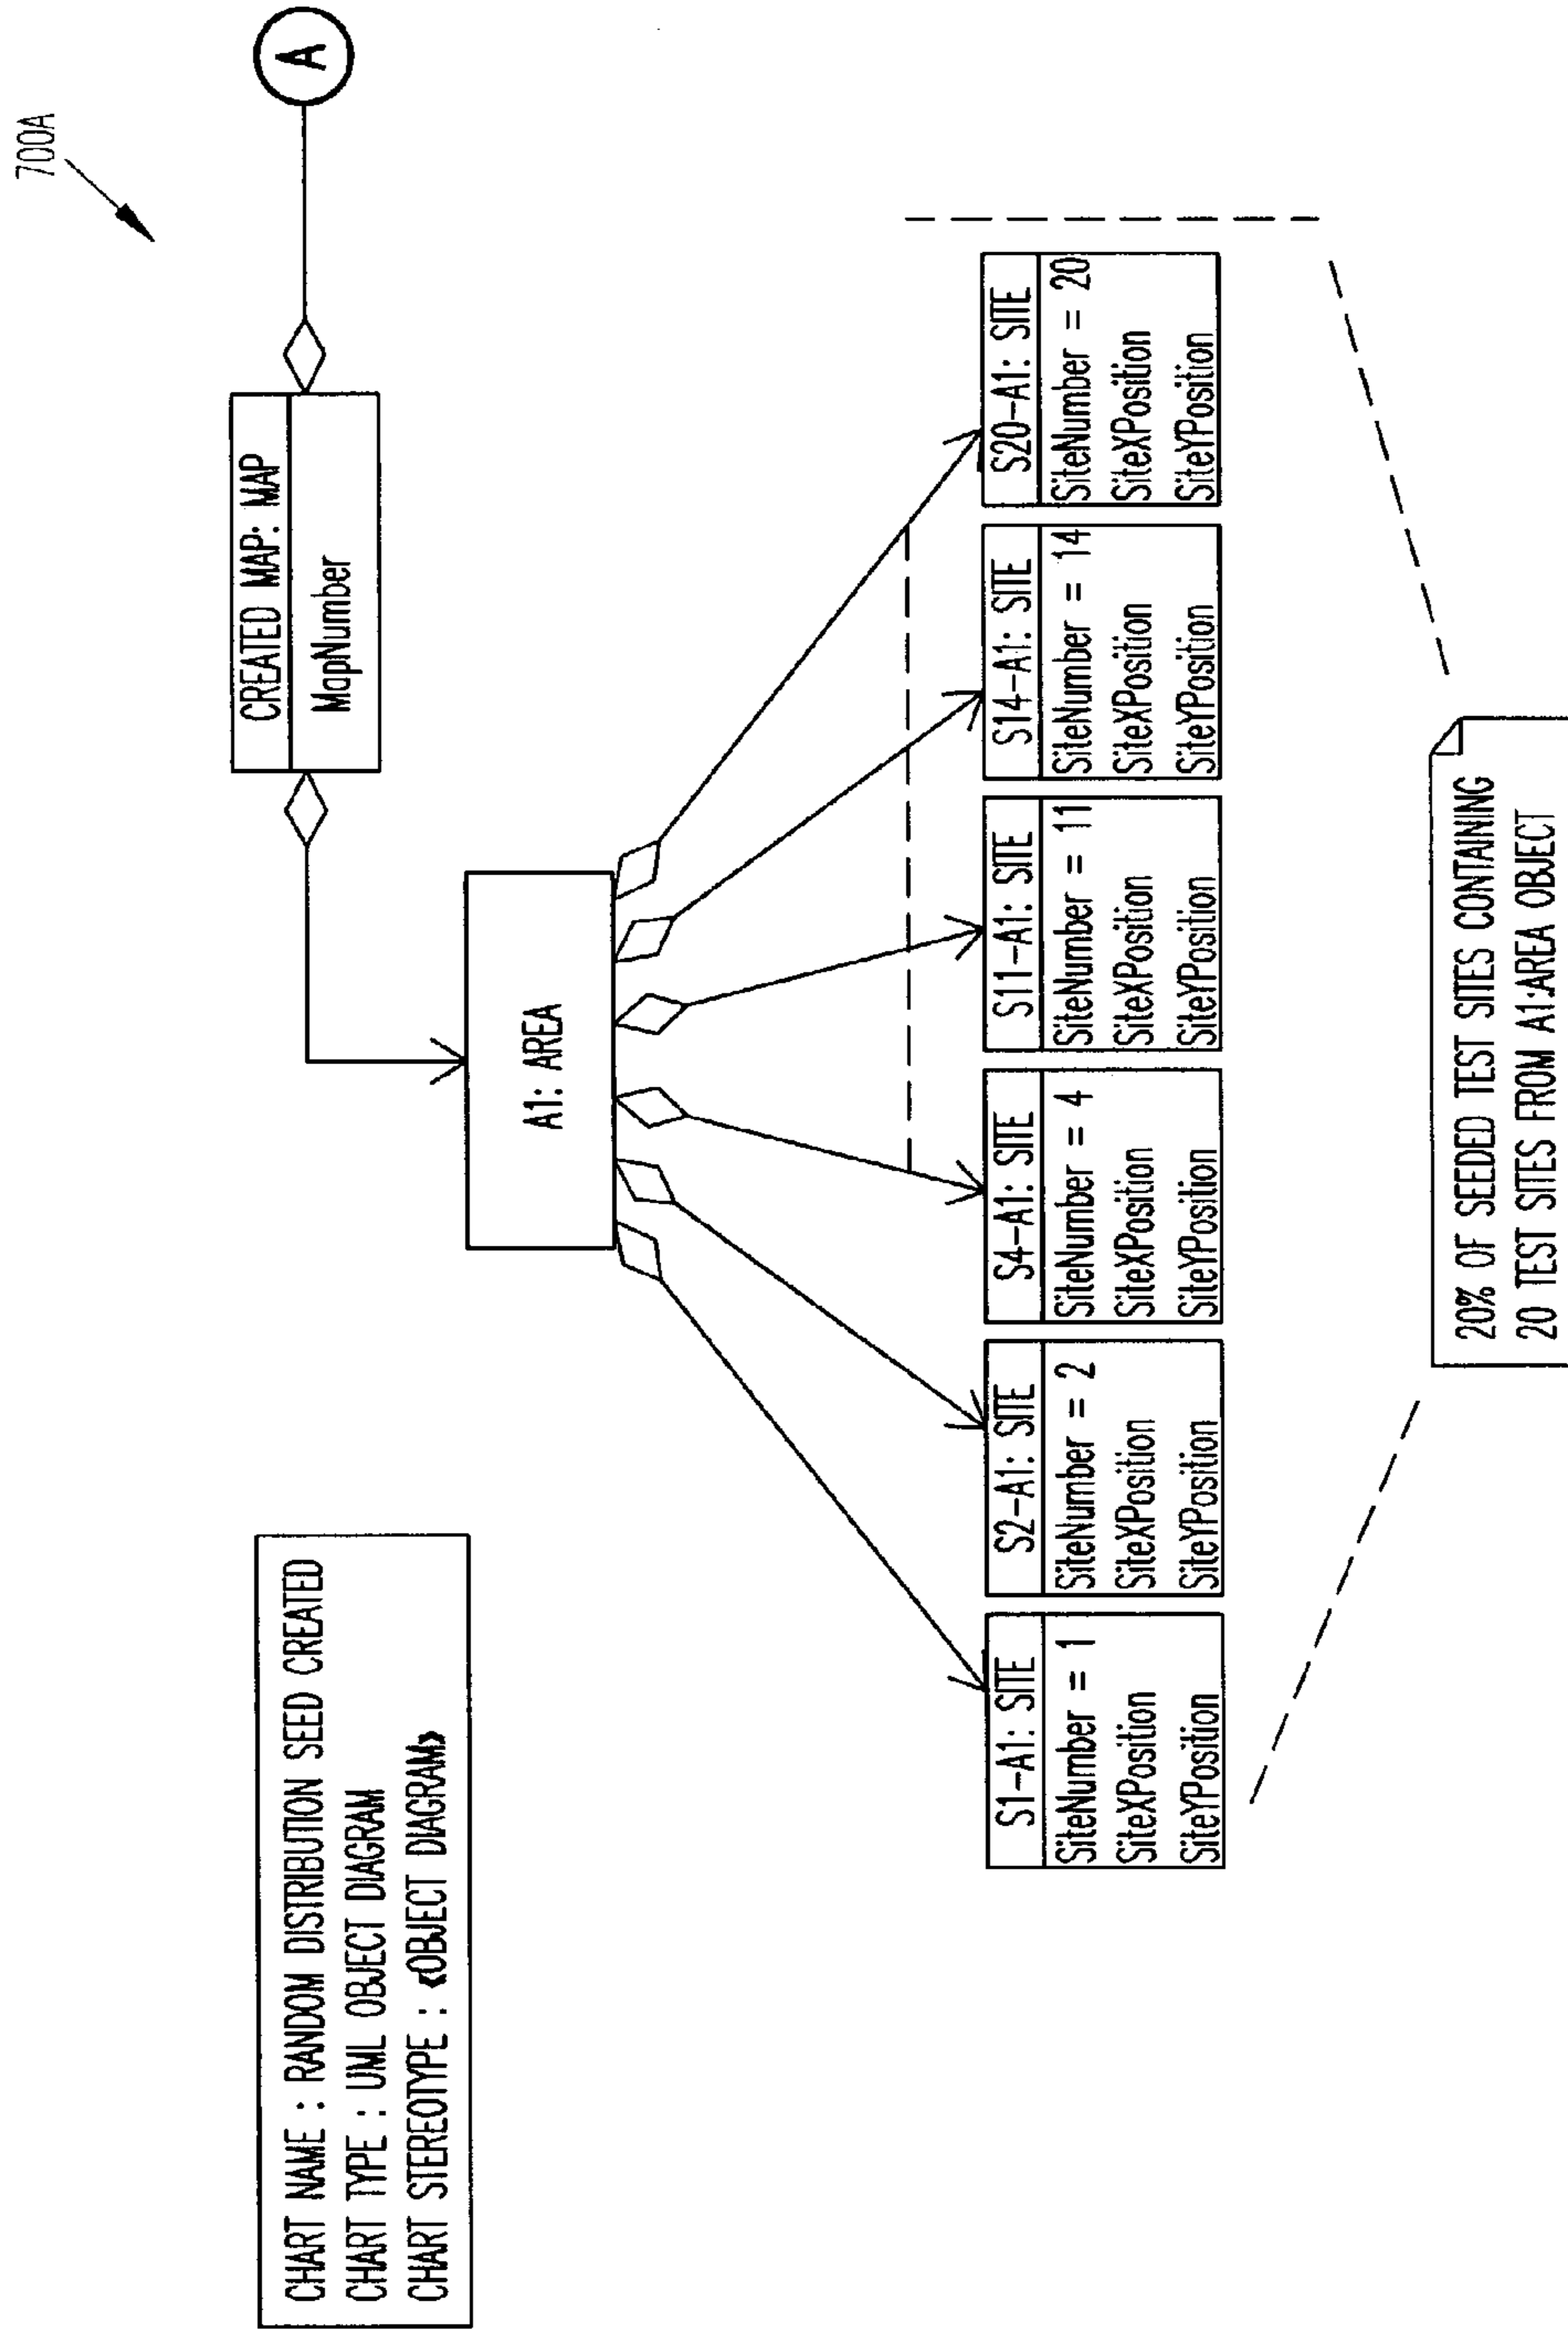 700A
CHART NAME : RANDOM DISTRIBUTION SEED CREATED
CHART TYPE : UML OBJECT DIAGRAM
CHART STEREOTYPE : «OBJECT DIAGRAM»
CREATED MAP: MAP
MapNumber
A
A1: AREA
S1-A1: SITE
SiteNumber = 1
SiteXPosition
SiteYPosition
S2-A1: SITE
SiteNumber = 2
SiteXPosition
SiteYPosition
S4-A1: SITE
SiteNumber = 4
SiteXPosition
SiteYPosition
S11-A1: SITE
SiteNumber = 11
SiteXPosition
SiteYPosition
S14-A1: SITE
SiteNumber = 14
SiteXPosition
SiteYPosition
S20-A1: SITE
SiteNumber = 20
SiteXPosition
SiteYPosition
20% OF SEEDED TEST SITES CONTAINING
20 TEST SITES FROM A1:AREA OBJECT